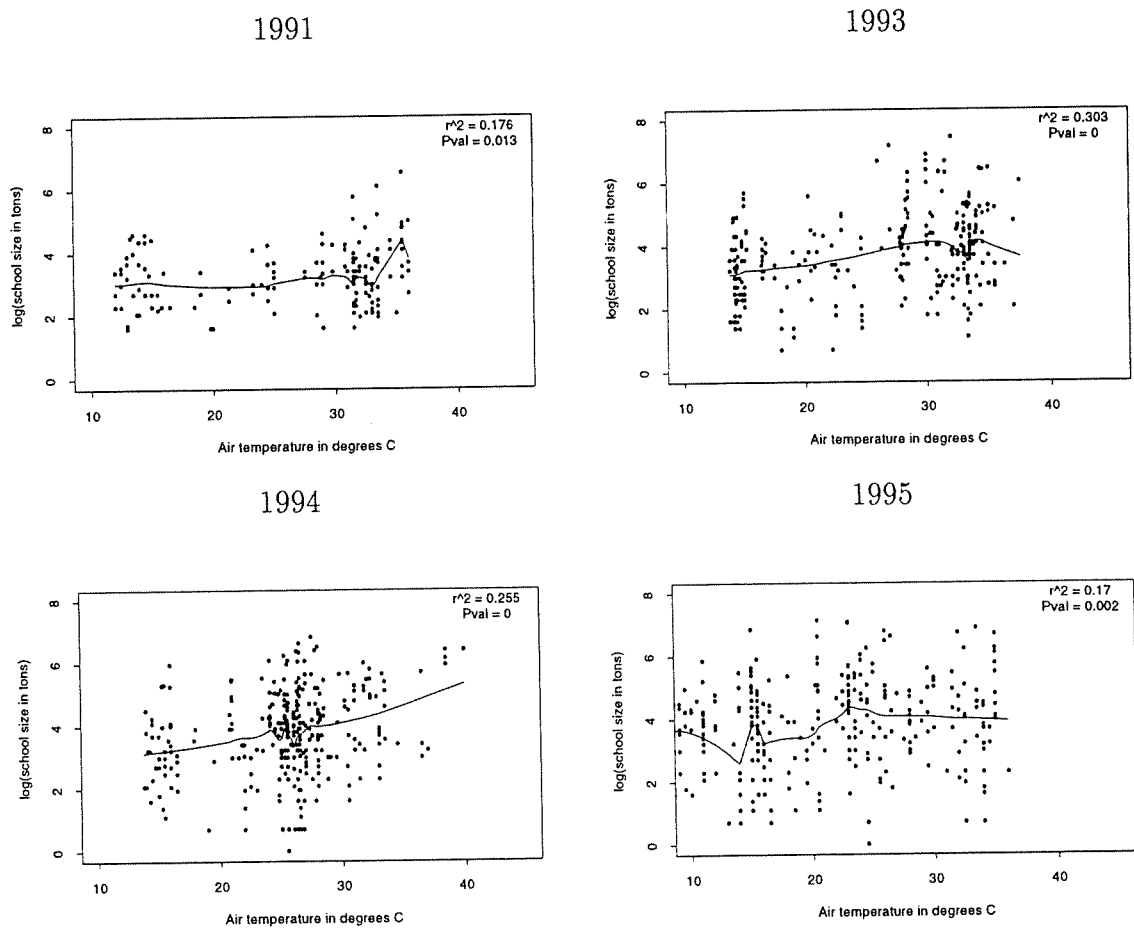 1991
r^2 = 0.176
Pval = 0.013
log(school size in tons)
8
6
4
2
0
10 20 30 40
Air temperature in degrees C
1993
r^2 = 0.303
Pval = 0
log(school size in tons)
8
6
4
2
0
10 20 30 40
Air temperature in degrees C
1994
r^2 = 0.255
Pval = 0
log(school size in tons)
8
6
4
2
0
10 20 30 40
Air temperature in degrees C
1995
r^2 = 0.17
Pval = 0.002
log(school size in tons)
8
6
4
2
0
10 20 30 40
Air temperature in degrees C